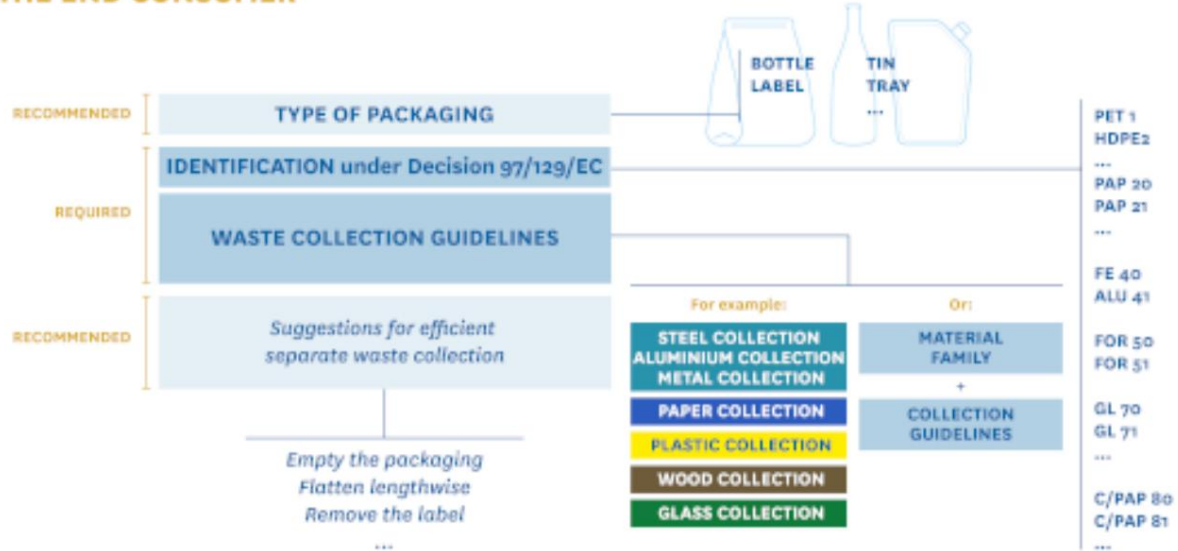 END CONSUMER
BOTTLE
LABEL
TIN
TRAY
...
RECOMMENDED
TYPE OF PACKAGING
REQUIRED
IDENTIFICATION under Decision 97/129/EC
WASTE COLLECTION GUIDELINES
PET 1
HDPE2
...
PAP 20
PAP 21
...
FE 40
ALU 41
FOR 50
FOR 51
GL 70
GL 71
...
C/PAP 80
C/PAP 81
...
RECOMMENDED
Suggestions for efficient
separate waste collection
Empty the packaging
Flatten lengthwise
Remove the label
...
For example:
STEEL COLLECTION
ALUMINIUM COLLECTION
METAL COLLECTION
PAPER COLLECTION
PLASTIC COLLECTION
WOOD COLLECTION
GLASS COLLECTION
Or:
MATERIAL
FAMILY
+
COLLECTION
GUIDELINES